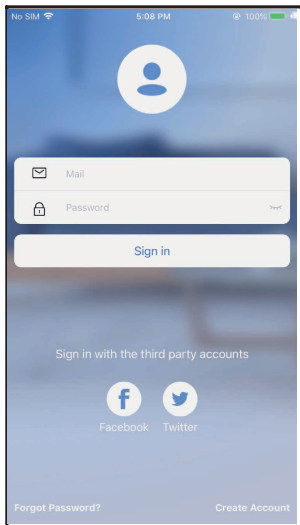 No SIM 5:08 PM 100%
Mail
Password
Sign in
Sign in with the third party accounts
Facebook Twitter
Forgot Password? Create Account